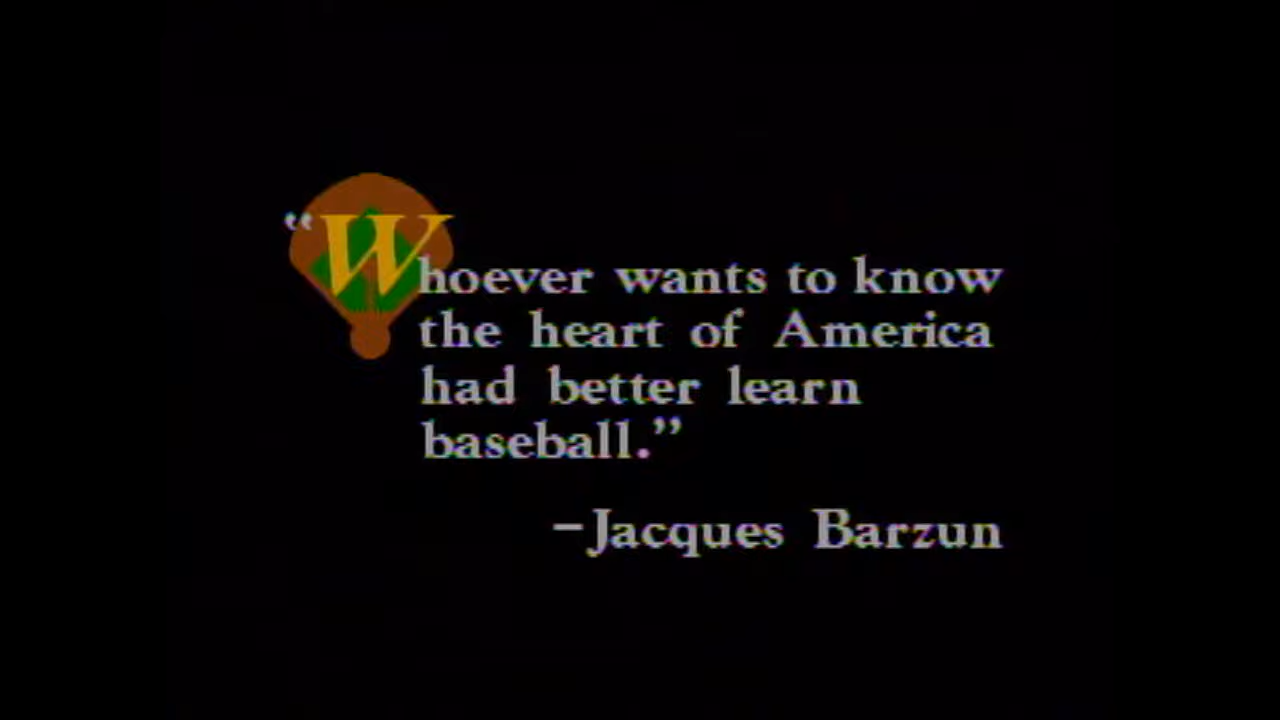 “Whoever wants to know
the heart of America
had better learn
baseball.”
–Jacques Barzun